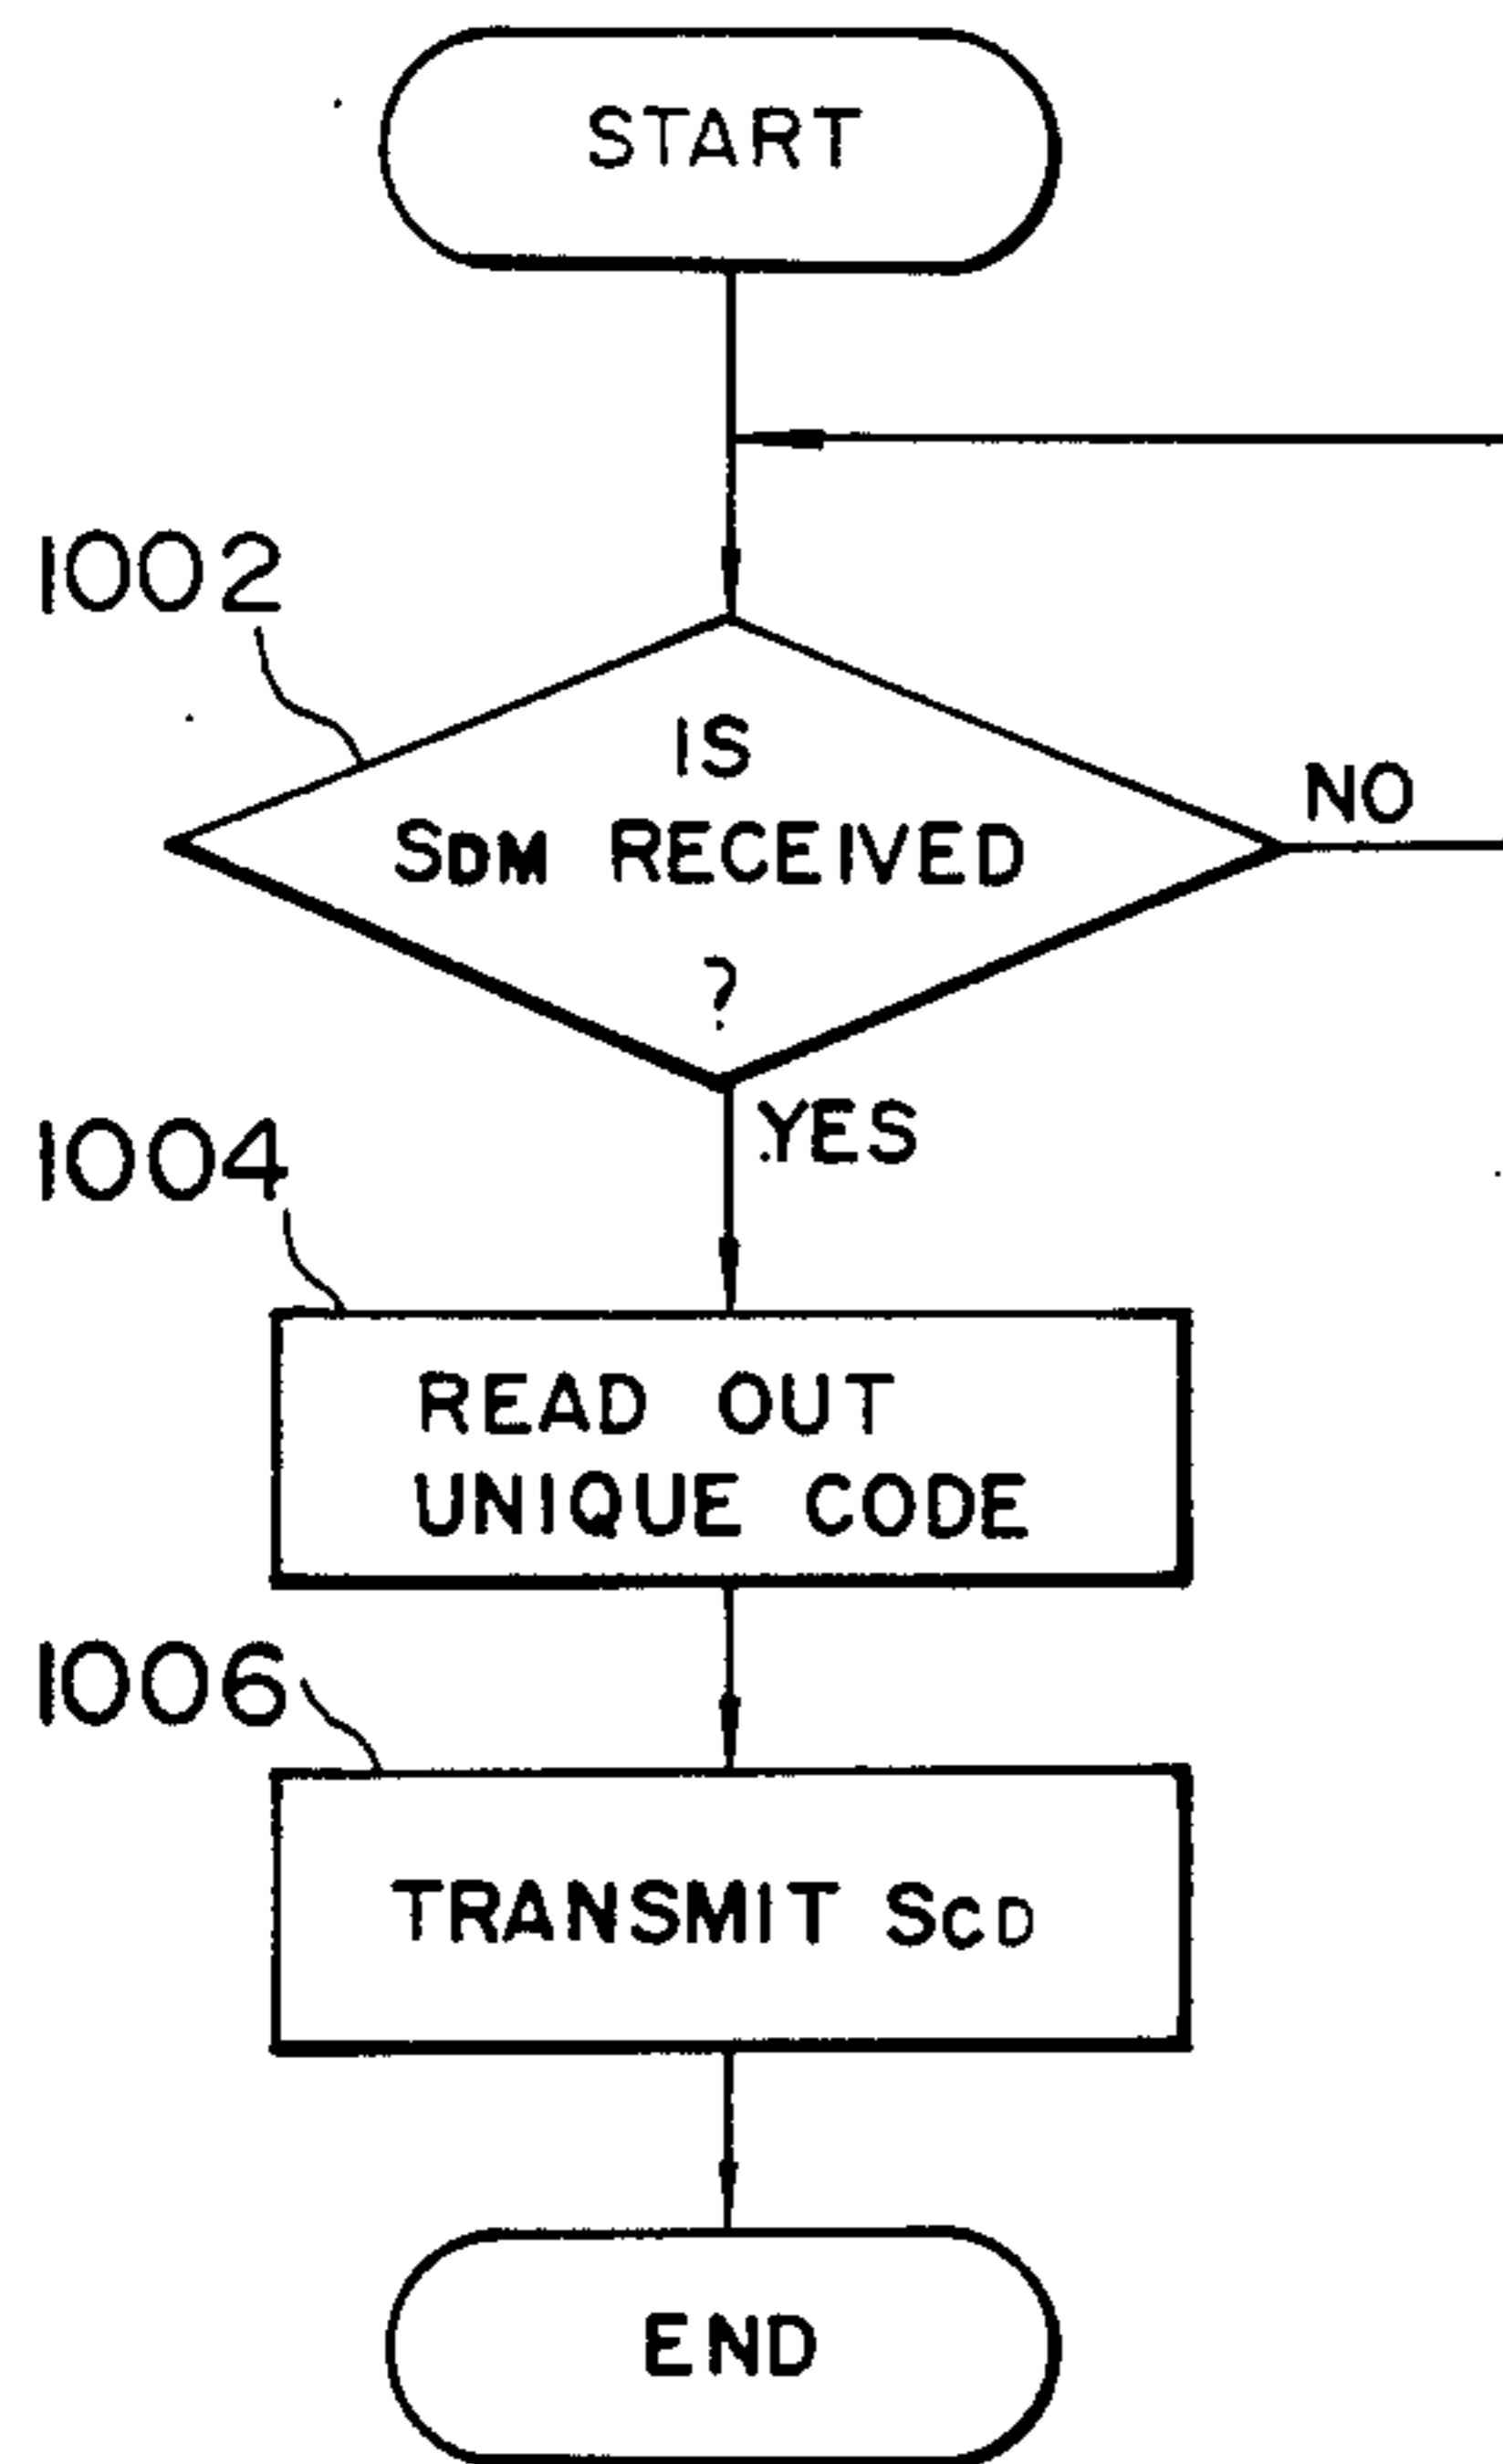 START
1002
IS
SDM RECEIVED
NO
?
YES
1004
READ OUT
UNIQUE CODE
1006
TRANSMIT SCD
END